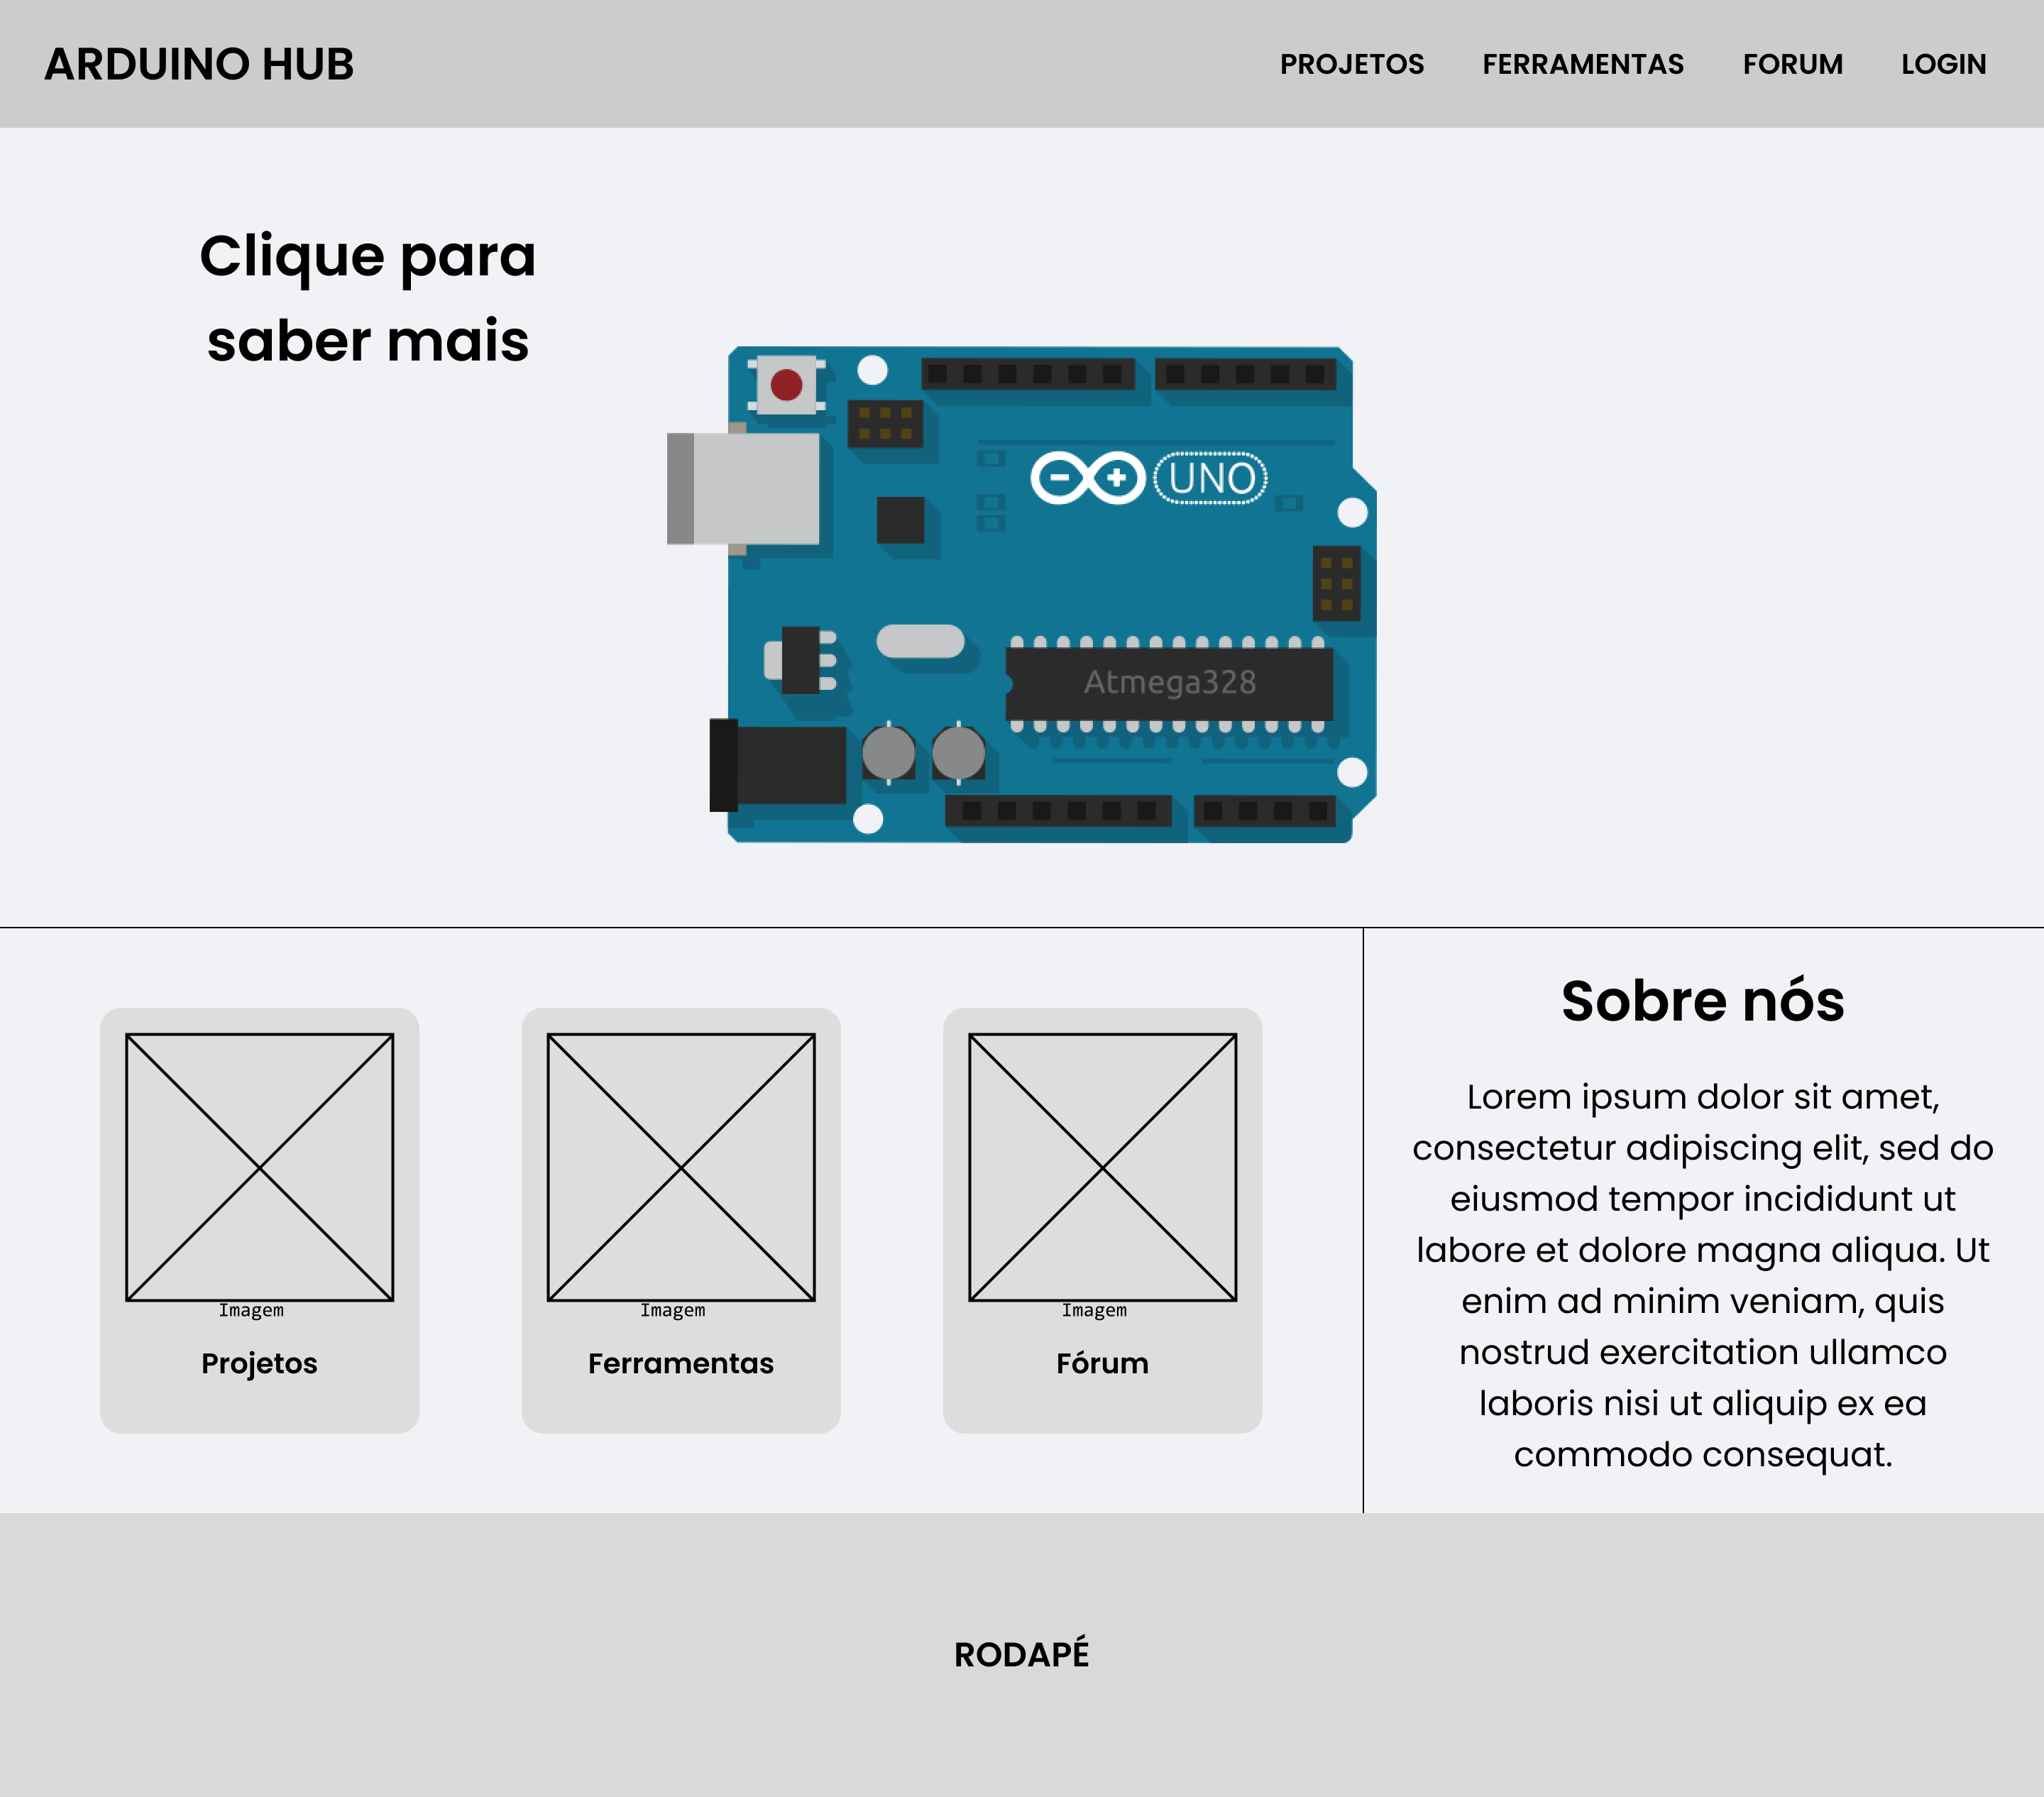 ARDUINO HUB
PROJETOS FERRAMENTAS FORUM LOGIN
Clique para
saber mais
UNO
Atmega328
Imagem
Projetos
Imagem
Ferramentas
Imagem
Fórum
Sobre nós
Lorem ipsum dolor sit amet,
consectetur adipiscing elit, sed do
eiusmod tempor incididunt ut
labore et dolore magna aliqua. Ut
enim ad minim veniam, quis
nostrud exercitation ullamco
laboris nisi ut aliquip ex ea
commodo consequat.
RODAPÉ